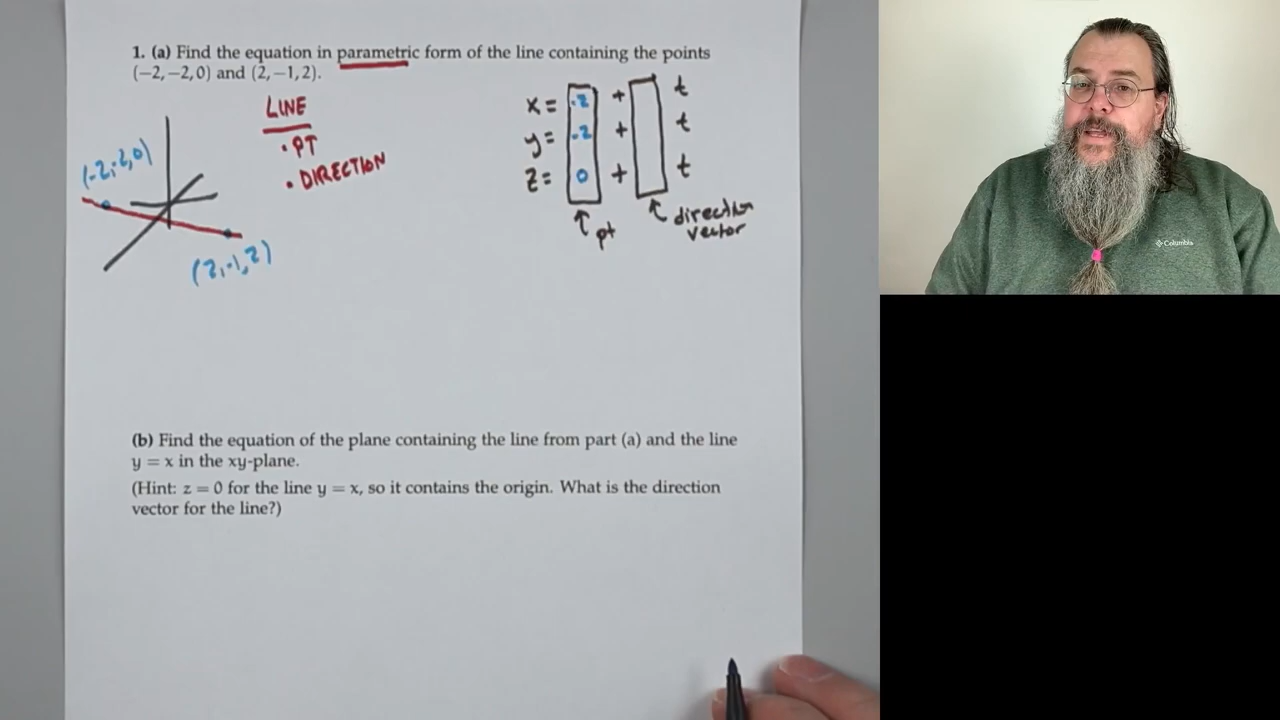 1. (a) Find the equation in parametric form of the line containing the points
(−2, −2, 0) and (2, −1, 2).
LINE
• PT
• DIRECTION
(-2,-2,0)
(2,-1,2)
x = -2 + t
y = -2 + t
z = 0 + t
pt
direction
vector
(b) Find the equation of the plane containing the line from part (a) and the line
y = x in the xy-plane.
(Hint: z = 0 for the line y = x, so it contains the origin. What is the direction
vector for the line?)
Columbia